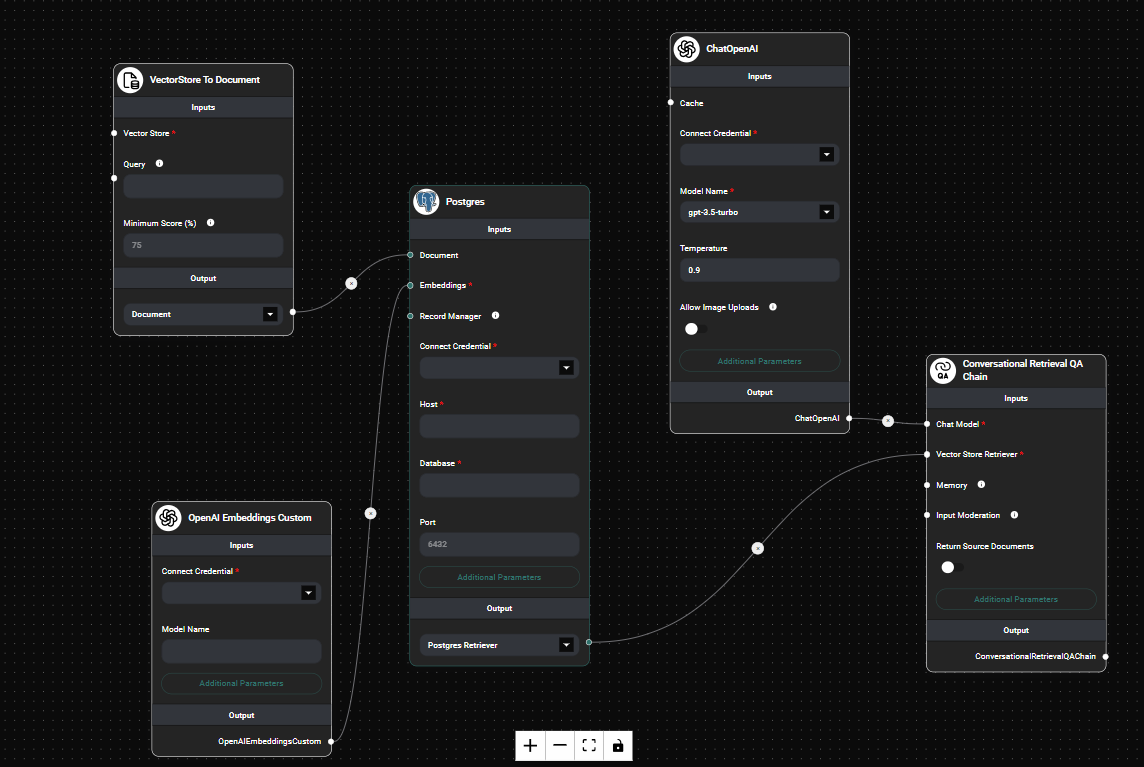 VectorStore To Document
Inputs
Vector Store *
Query
Minimum Score (%)
75
Output
Document
OpenAI Embeddings Custom
Inputs
Connect Credential *
Model Name
Additional Parameters
Output
OpenAIEmbeddingsCustom
Postgres
Inputs
Document
Embeddings *
Record Manager
Connect Credential *
Host *
Database *
Port
6432
Additional Parameters
Output
Postgres Retriever
ChatOpenAI
Inputs
Cache
Connect Credential *
Model Name *
gpt-3.5-turbo
Temperature
0.9
Allow Image Uploads
Additional Parameters
Output
ChatOpenAI
QA
Conversational Retrieval QA
Chain
Inputs
Chat Model *
Vector Store Retriever *
Memory
Input Moderation
Return Source Documents
Additional Parameters
Output
ConversationalRetrievalQAChain